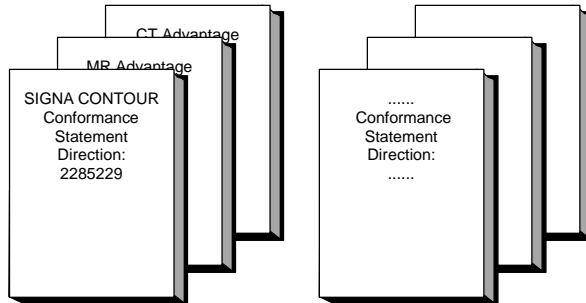 CT Advantage
MR Advantage
SIGNA CONTOUR
Conformance
Statement
Direction:
2285229
......
Conformance
Statement
Direction:
......